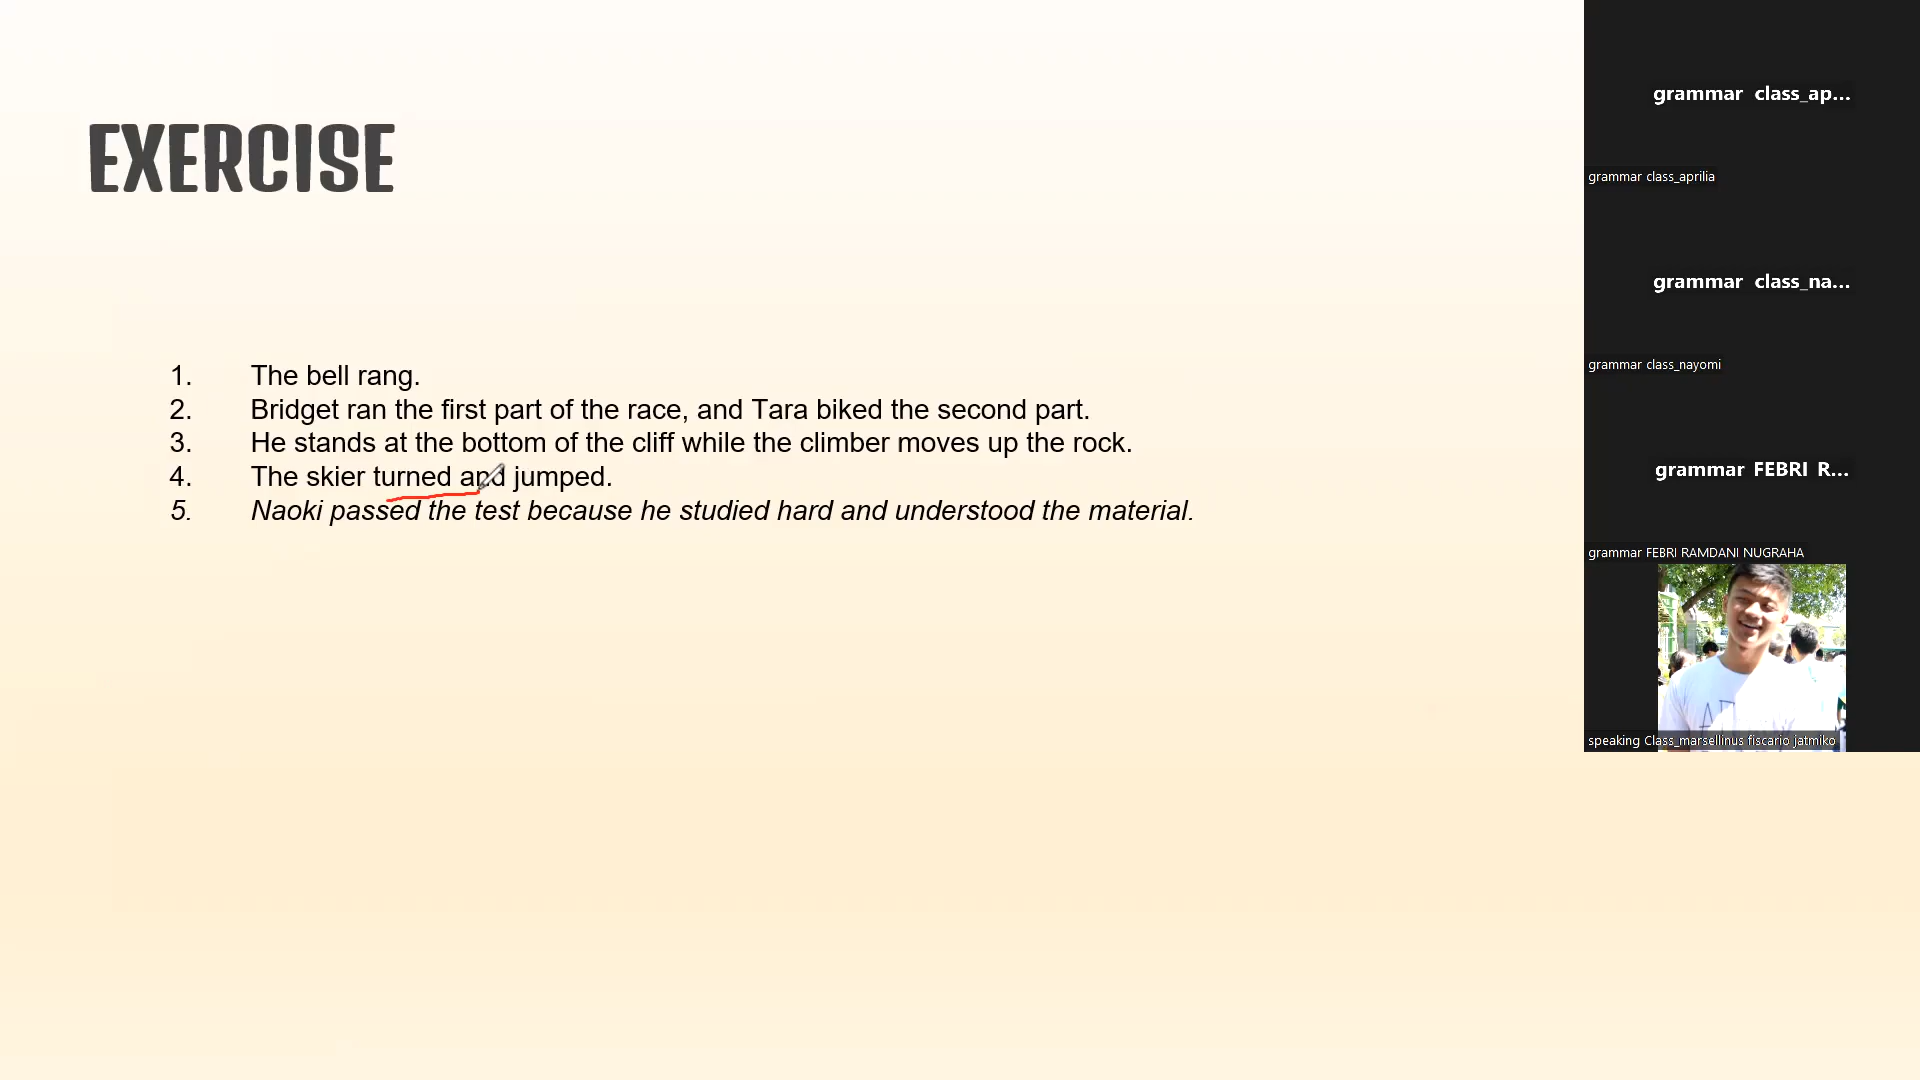 EXERCISE
1. The bell rang.
2. Bridget ran the first part of the race, and Tara biked the second part.
3. He stands at the bottom of the cliff while the climber moves up the rock.
4. The skier turned and jumped.
5. Naoki passed the test because he studied hard and understood the material.
grammar class_ap...
grammar class_aprilia
grammar class_na...
grammar class_nayomi
grammar FEBRI R...
grammar FEBRI RAMDANI NUGRAHA
speaking Class_marsellinus fiscario jatmiko